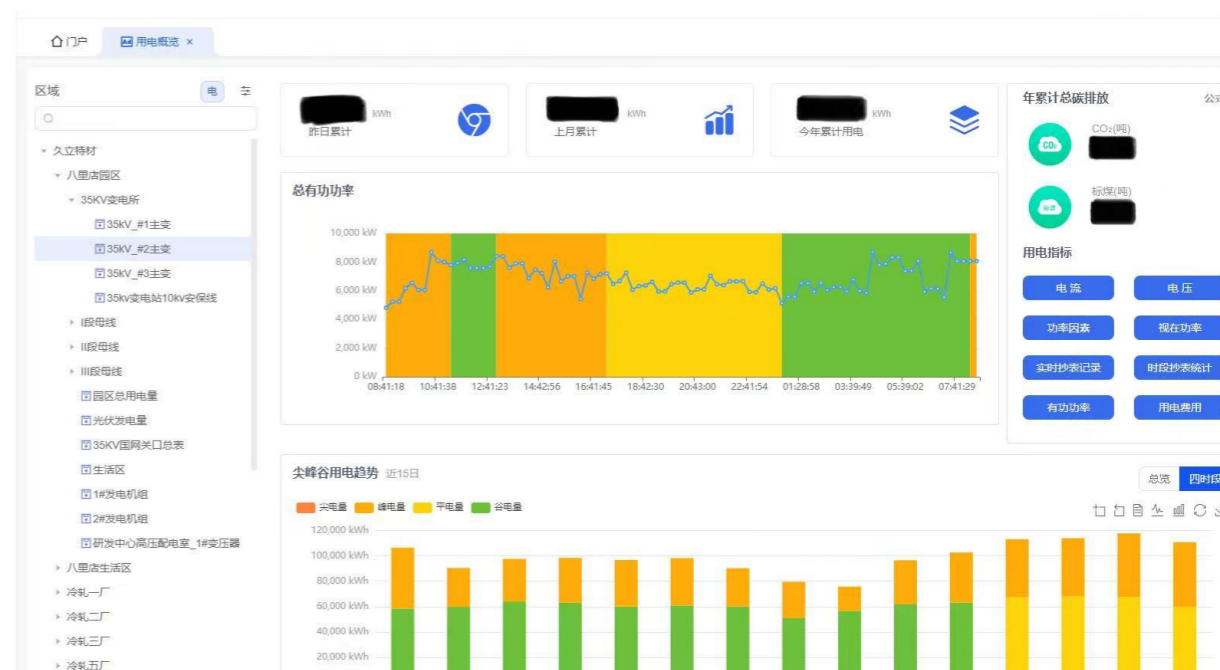 门户
用电概览 ×
区域
电
久立特材
八里店园区
35KV变电所
35kV_#1主变
35kV_#2主变
35kV_#3主变
35kv变电站10kv安保线
I段母线
II段母线
III段母线
园区总用电量
光伏发电量
35KV国网关口总表
生活区
1#发电机组
2#发电机组
研发中心高压配电室_1#变压器
八里店生活区
冷轧一厂
冷轧二厂
冷轧三厂
冷轧五厂
kWh
昨日累计
kWh
上月累计
kWh
今年累计用电
总有功功率
10,000 kW
8,000 kW
6,000 kW
4,000 kW
2,000 kW
0 kW
08:41:18 10:41:38 12:41:23 14:42:56 16:41:45 18:42:30 20:43:00 22:41:54 01:28:58 03:39:49 05:39:02 07:41:29
年累计总碳排放
CO₂
CO₂(吨)
标煤(吨)
用电指标
电流 电压
功率因素 视在功率
实时抄表记录 时段抄表统计
有功功率 用电费用
尖峰谷用电趋势 近15日
总览 四时段
尖电量 峰电量 平电量 谷电量
120,000 kWh
100,000 kWh
80,000 kWh
60,000 kWh
40,000 kWh
20,000 kWh